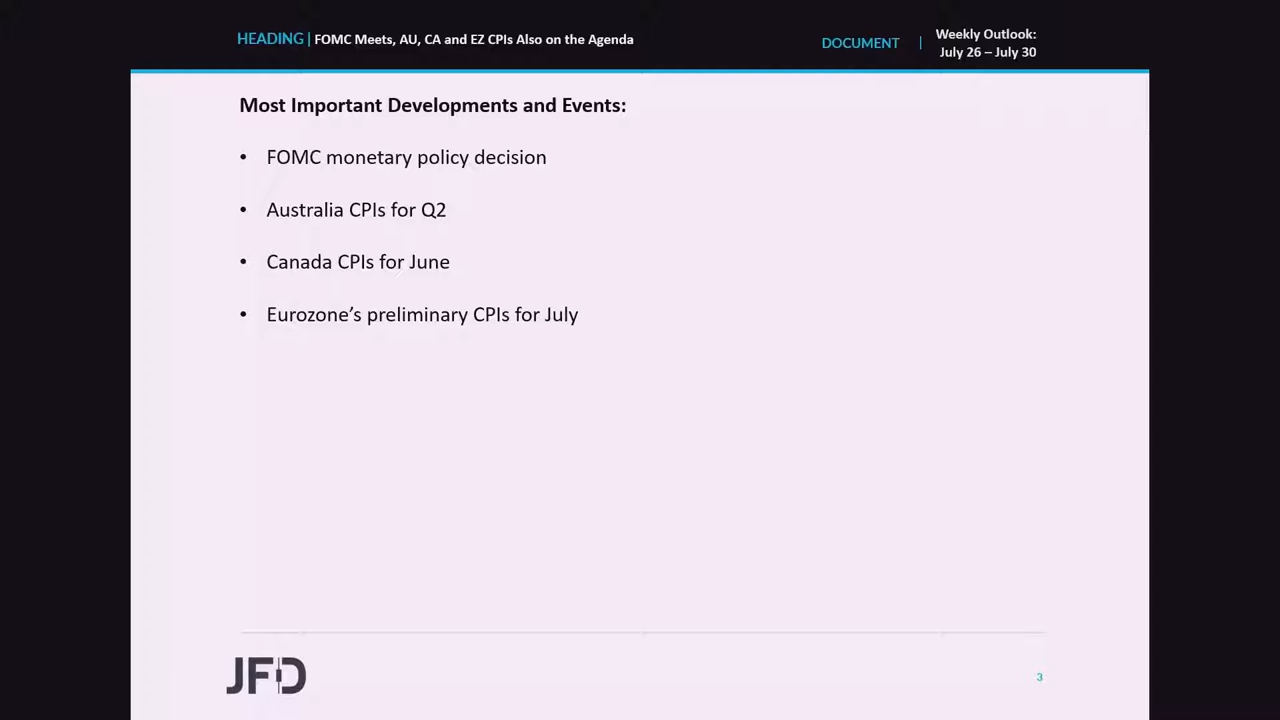 HEADING | FOMC Meets, AU, CA and EZ CPIs Also on the Agenda
DOCUMENT | Weekly Outlook:
July 26 – July 30
Most Important Developments and Events:
• FOMC monetary policy decision
• Australia CPIs for Q2
• Canada CPIs for June
• Eurozone’s preliminary CPIs for July
JFD
3